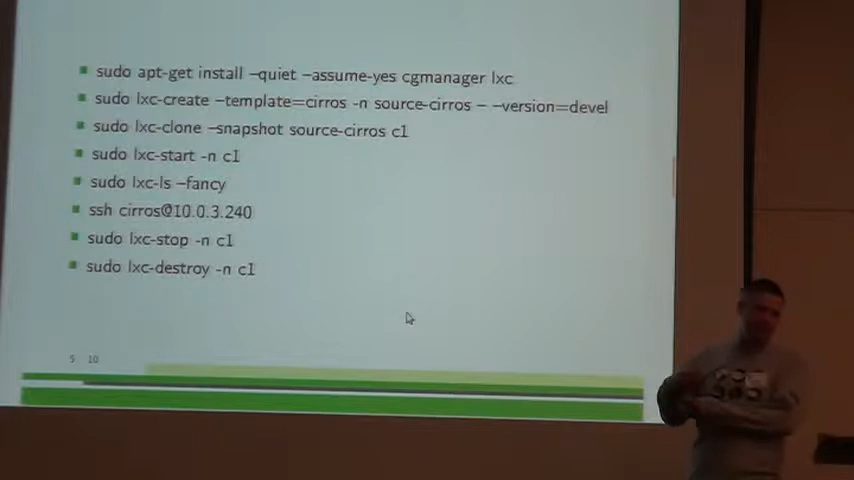 sudo apt-get install –quiet –assume-yes cgmanager lxc
sudo lxc-create –template=cirros -n source-cirros – –version=devel
sudo lxc-clone –snapshot source-cirros c1
sudo lxc-start -n c1
sudo lxc-ls –fancy
ssh cirros@10.0.3.240
sudo lxc-stop -n c1
sudo lxc-destroy -n c1
5 10